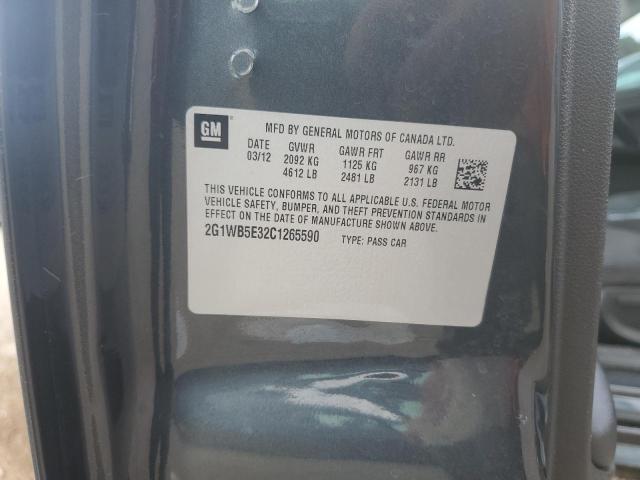 GM
MFD BY GENERAL MOTORS OF CANADA LTD.
DATE GVWR GAWR FRT GAWR RR
03/12 2092 KG 1125 KG 967 KG
4612 LB 2481 LB 2131 LB
THIS VEHICLE CONFORMS TO ALL APPLICABLE U.S. FEDERAL MOTOR
VEHICLE SAFETY, BUMPER, AND THEFT PREVENTION STANDARDS IN
EFFECT ON THE DATE OF MANUFACTURE SHOWN ABOVE.
2G1WB5E32C1265590 TYPE: PASS CAR